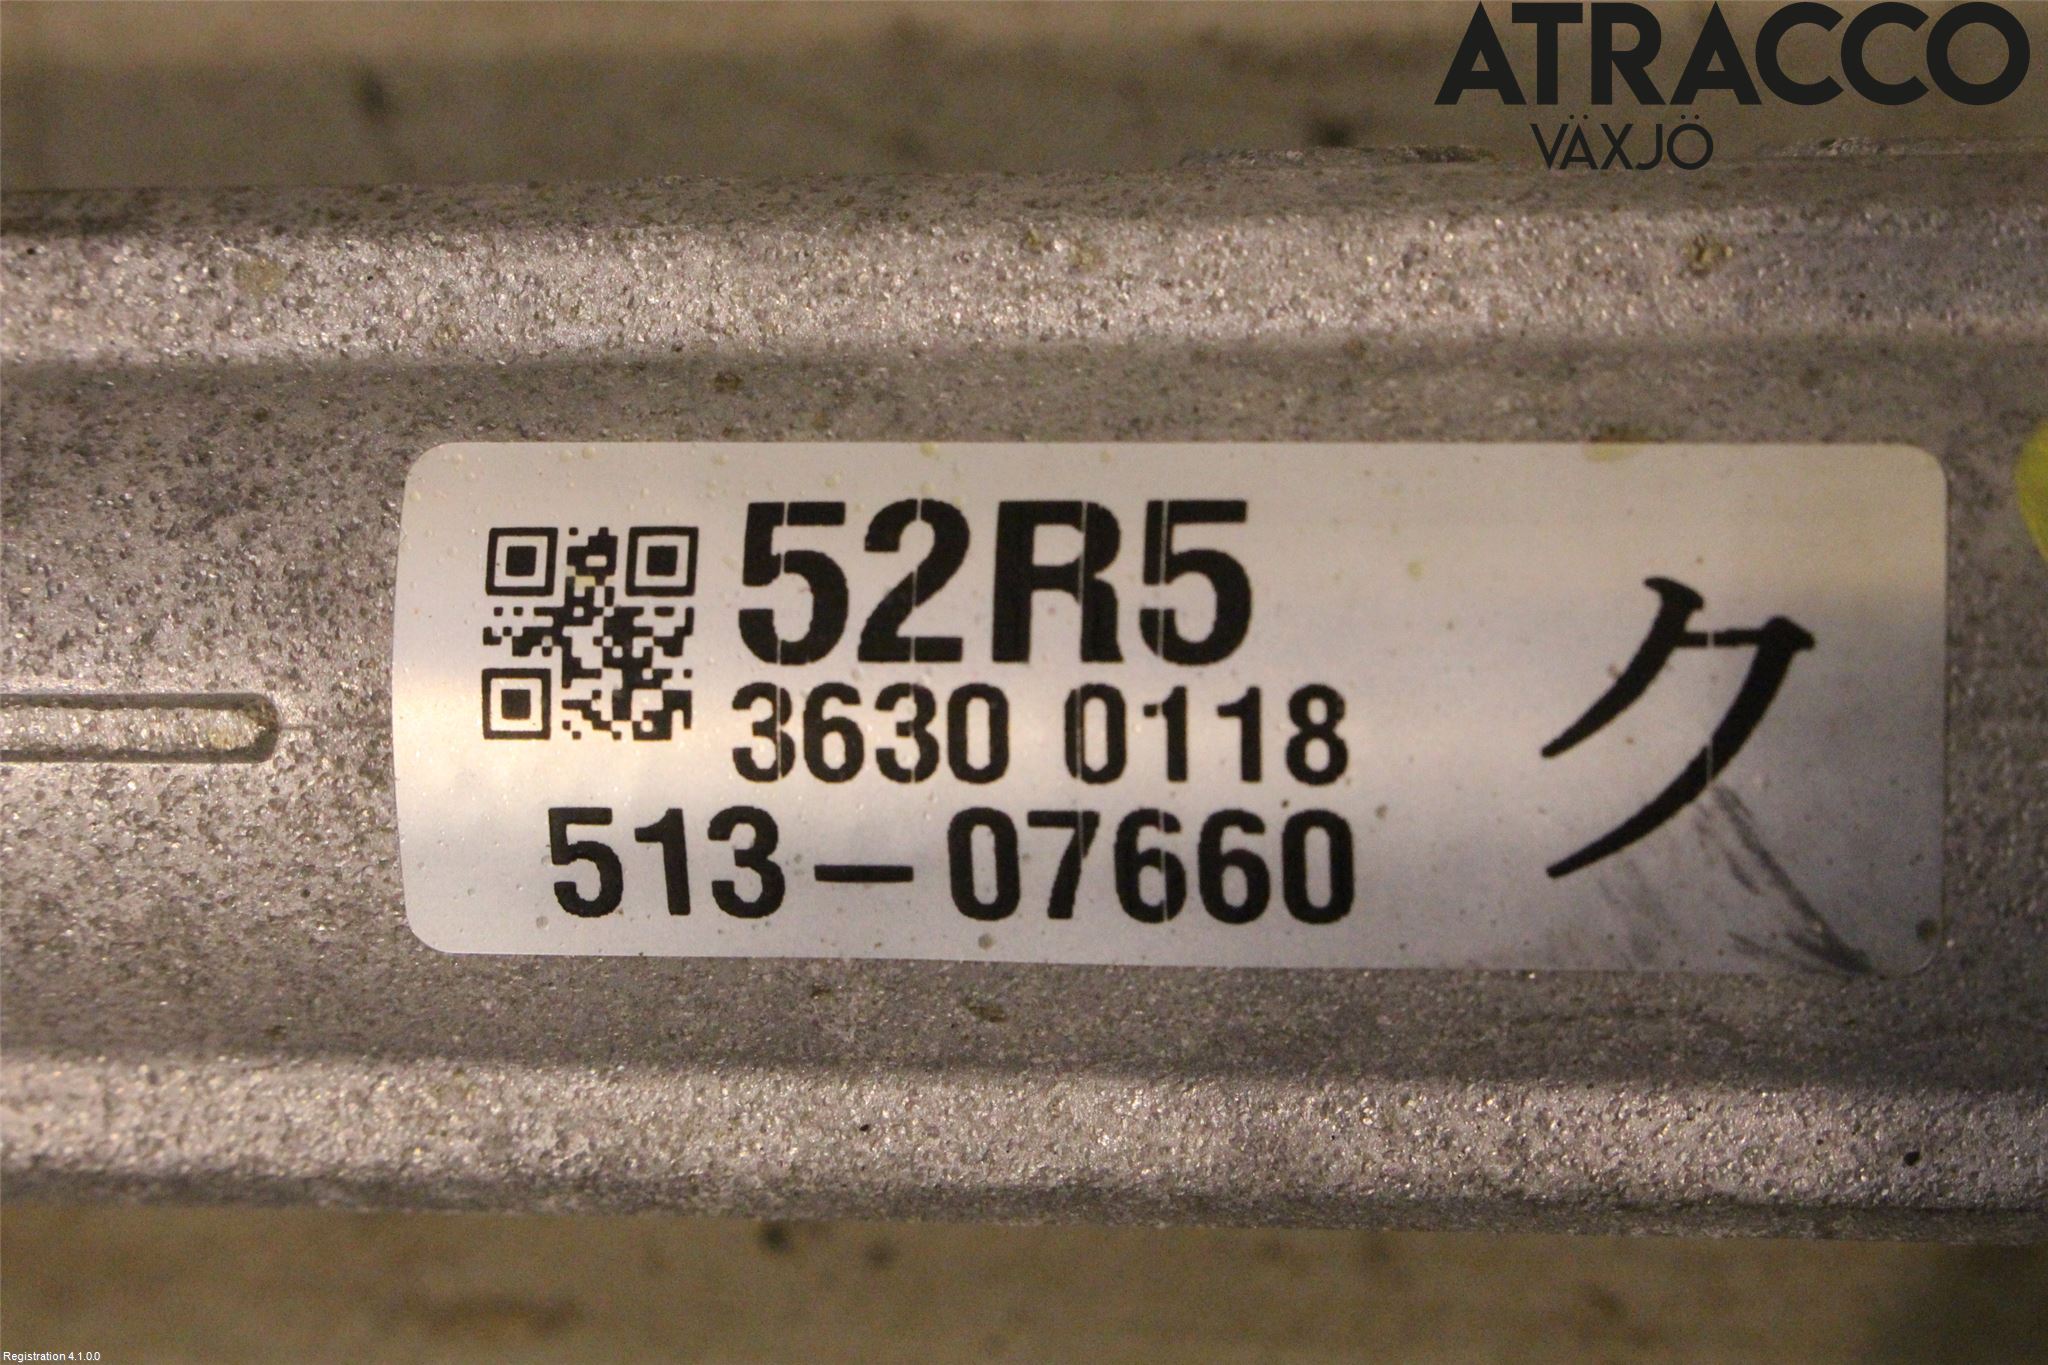 ATRACCO
VÄXJÖ
52R5
3630 0118
513-07660
ク
Registration 4.1.0.0